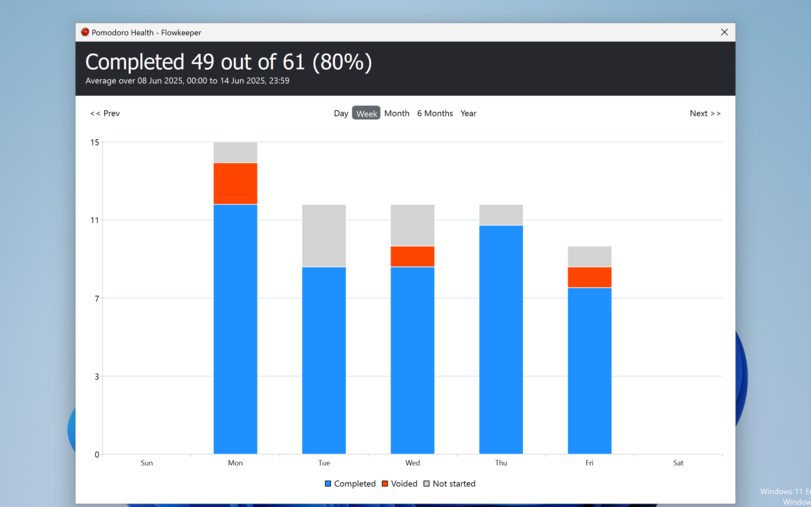 Pomodoro Health - Flowkeeper
Completed 49 out of 61 (80%)
Average over 08 Jun 2025, 00:00 to 14 Jun 2025, 23:59
<< Prev Day Week Month 6 Months Year Next >>
15
11
7
3
0
Sun Mon Tue Wed Thu Fri Sat
Completed Voided Not started
Windows 11